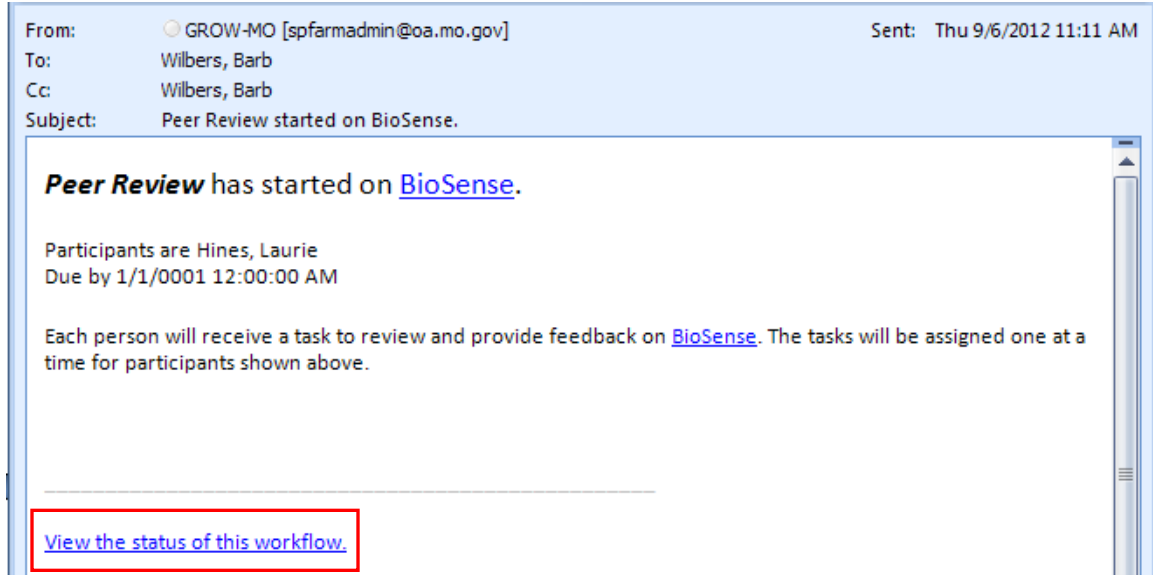 From: GROW-MO [spfarmadmin@oa.mo.gov] Sent: Thu 9/6/2012 11:11 AM
To: Wilbers, Barb
Cc: Wilbers, Barb
Subject: Peer Review started on BioSense.
Peer Review has started on BioSense.
Participants are Hines, Laurie
Due by 1/1/0001 12:00:00 AM
Each person will receive a task to review and provide feedback on BioSense. The tasks will be assigned one at a
time for participants shown above.
View the status of this workflow.